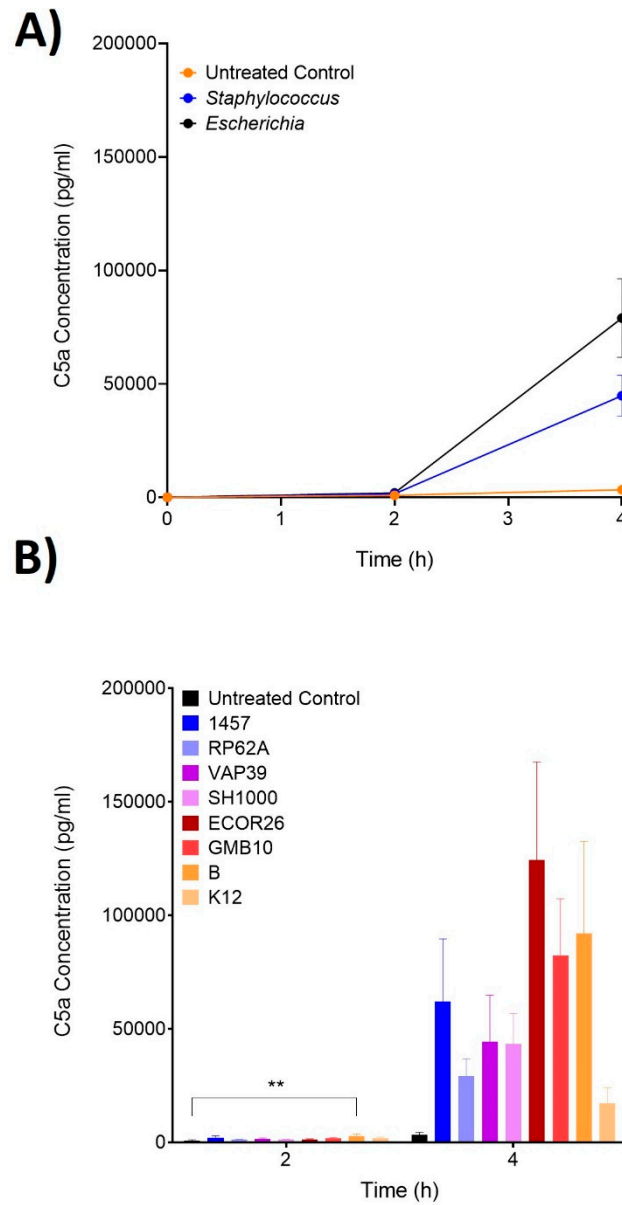 A)
200000
150000
100000
50000
0
C5a Concentration (pg/ml)
Untreated Control
Staphylococcus
Escherichia
0 1 2 3 4
Time (h)
B)
200000
150000
100000
50000
0
C5a Concentration (pg/ml)
Untreated Control
1457
RP62A
VAP39
SH1000
ECOR26
GMB10
B
K12
**
2 4
Time (h)